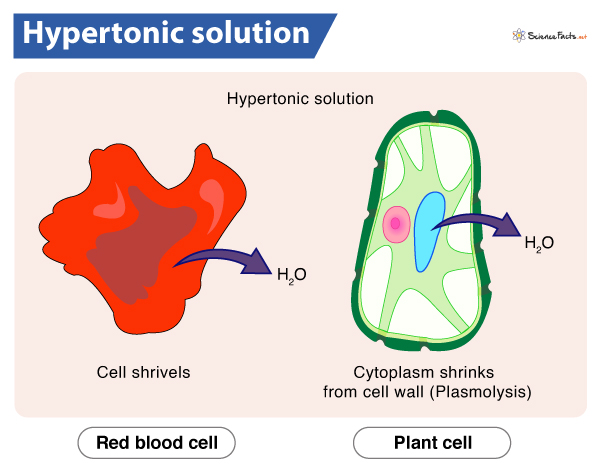 Hypertonic solution
ScienceFacts.net
Hypertonic solution
H₂O
H₂O
Cell shrivels
Cytoplasm shrinks
from cell wall (Plasmolysis)
Red blood cell
Plant cell